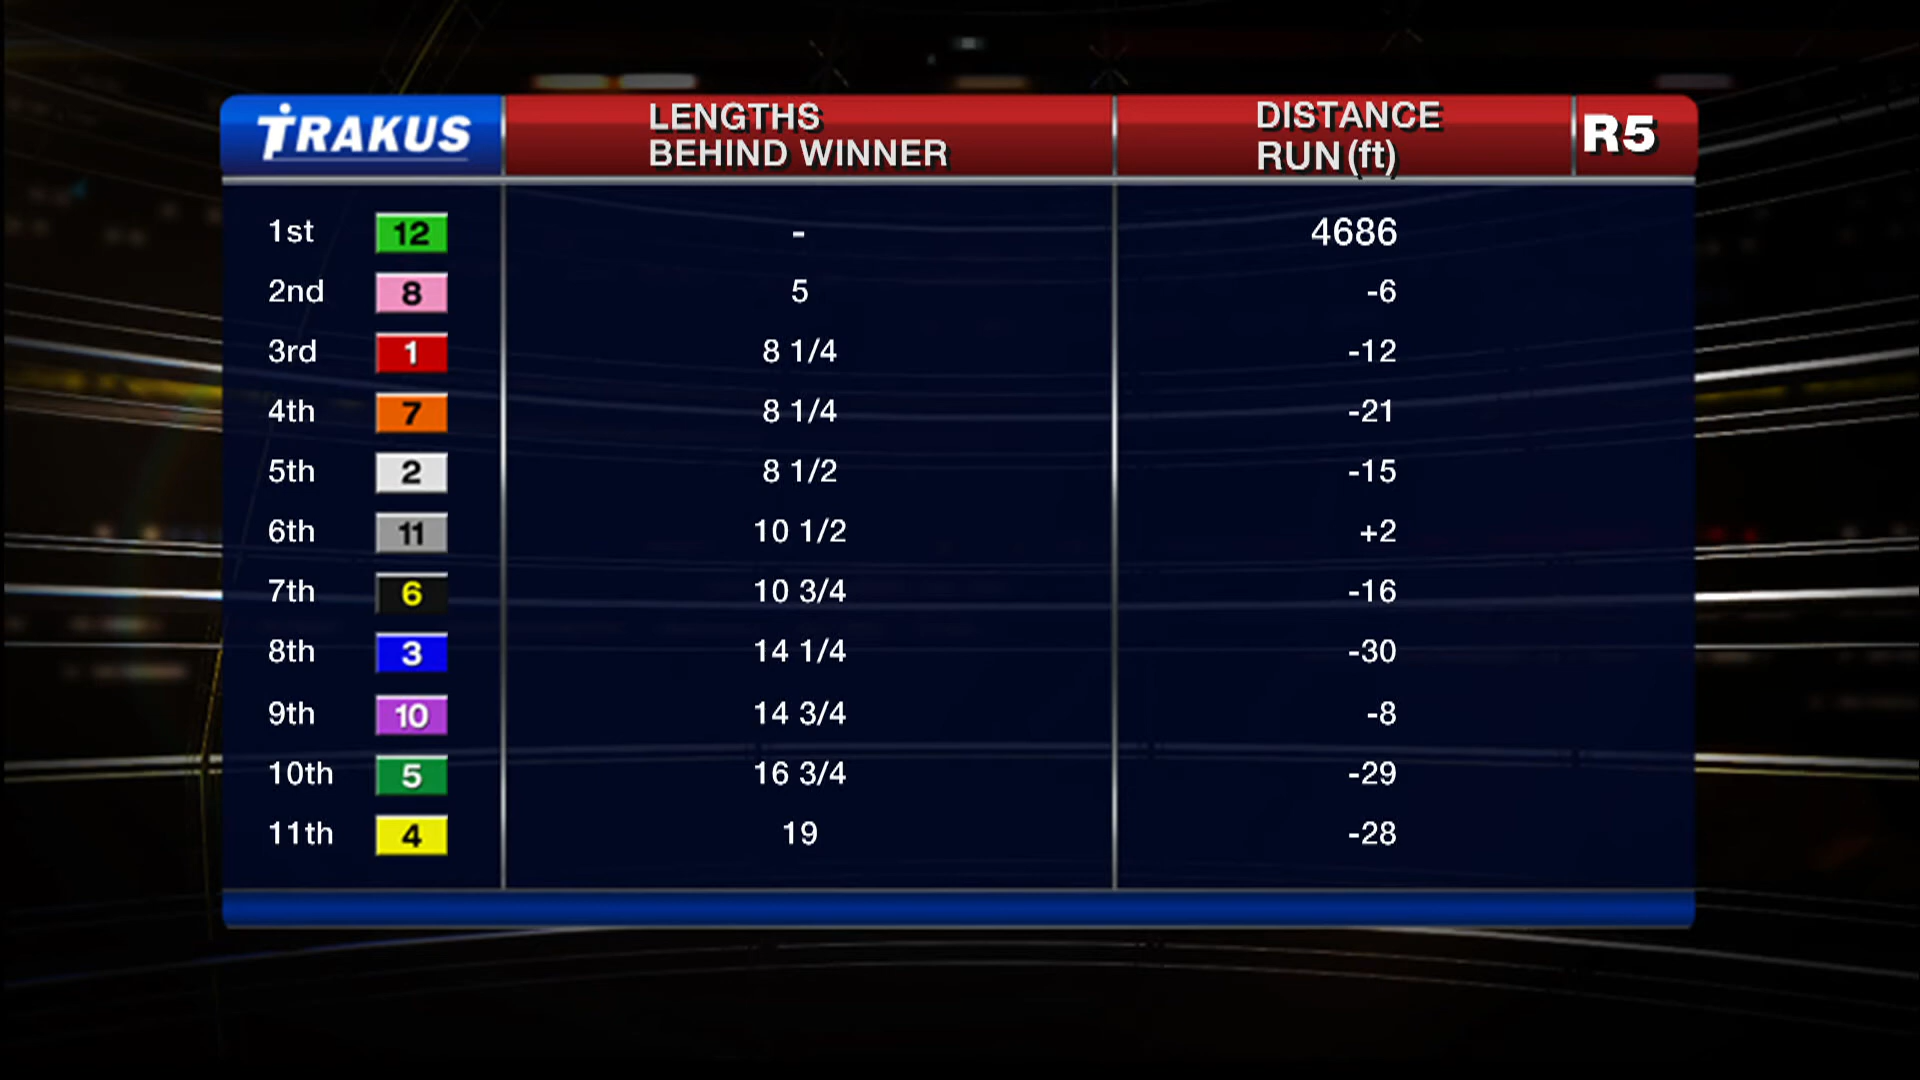 TRAKUS
LENGTHS
BEHIND WINNER
DISTANCE
RUN (ft)
R5
1st 12 - 4686
2nd 8 5 -6
3rd 1 8 1/4 -12
4th 7 8 1/4 -21
5th 2 8 1/2 -15
6th 11 10 1/2 +2
7th 6 10 3/4 -16
8th 3 14 1/4 -30
9th 10 14 3/4 -8
10th 5 16 3/4 -29
11th 4 19 -28